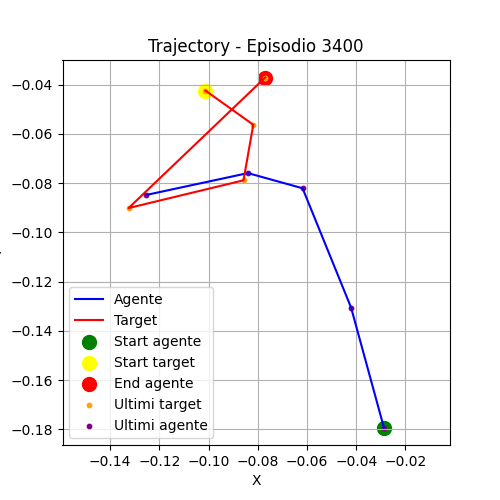 Trajectory - Episodio 3400
−0.04
−0.06
−0.08
−0.10
−0.12
−0.14
−0.16
−0.18
Agente
Target
Start agente
Start target
End agente
Ultimi target
Ultimi agente
−0.14 −0.12 −0.10 −0.08 −0.06 −0.04 −0.02
X